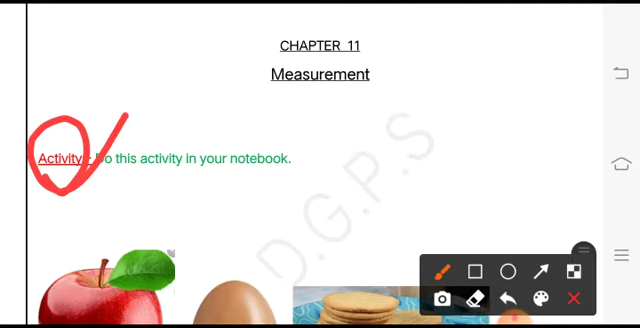 CHAPTER 11
Measurement
Activity:- Do this activity in your notebook.
D.G.P.S